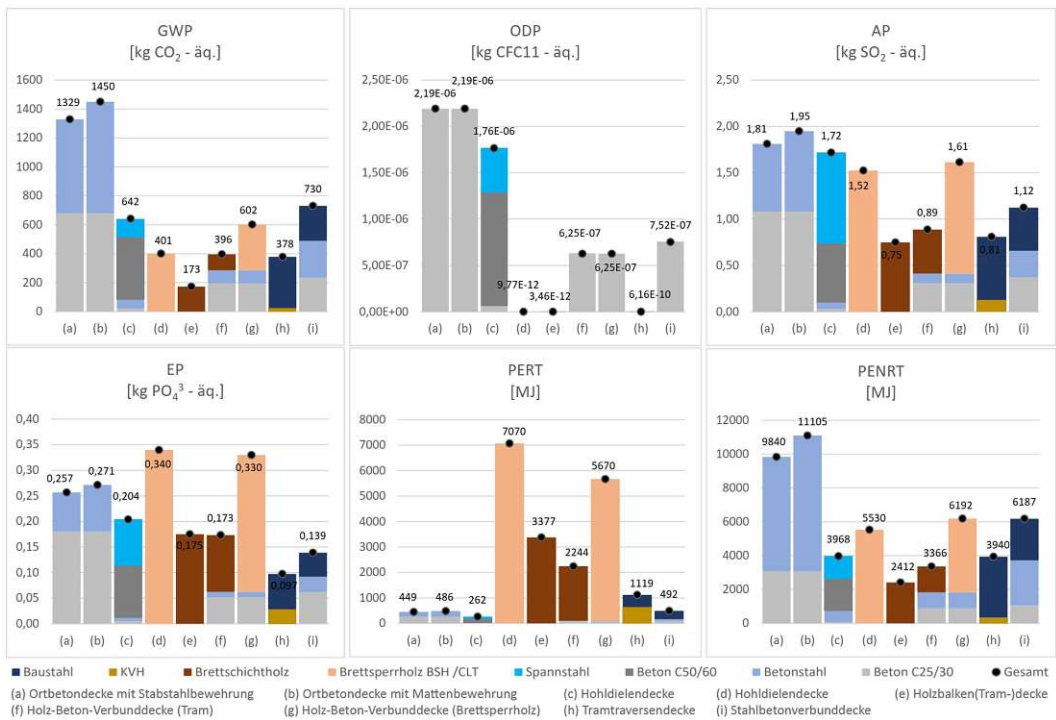 GWP
[kg CO₂ - äq.]
1600
1400
1200
1000
800
600
400
200
0
1329
1450
642
401
173
396
602
378
730
(a) (b) (c) (d) (e) (f) (g) (h) (i)
ODP
[kg CFC11 - äq.]
2,50E-06
2,00E-06
1,50E-06
1,00E-06
5,00E-07
0,00E+00
2,19E-06
2,19E-06
1,76E-06
9,77E-12
3,46E-12
6,25E-07
6,25E-07
6,16E-10
7,52E-07
(a) (b) (c) (d) (e) (f) (g) (h) (i)
AP
[kg SO₂ - äq.]
2,50
2,00
1,50
1,00
0,50
0,00
1,81
1,95
1,72
1,52
0,75
0,89
1,61
0,81
1,12
(a) (b) (c) (d) (e) (f) (g) (h) (i)
EP
[kg PO₄³ - äq.]
0,40
0,35
0,30
0,25
0,20
0,15
0,10
0,05
0,00
0,257
0,271
0,204
0,340
0,175
0,173
0,330
0,097
0,139
(a) (b) (c) (d) (e) (f) (g) (h) (i)
PERT
[MJ]
8000
7000
6000
5000
4000
3000
2000
1000
0
449
486
262
7070
3377
2244
5670
1119
492
(a) (b) (c) (d) (e) (f) (g) (h) (i)
PENRT
[MJ]
12000
10000
8000
6000
4000
2000
0
9840
11105
3968
5530
2412
3366
6192
3940
6187
(a) (b) (c) (d) (e) (f) (g) (h) (i)
Baustahl KVH Brettschichtholz Brettsperrholz BSH /CLT Spannstahl Beton C50/60 Betonstahl Beton C25/30 Gesamt
(a) Ortbetondecke mit Stabstahlbewehrung (b) Ortbetondecke mit Mattenbewehrung (c) Hohldielendecke (d) Hohldielendecke (e) Holzbalken(Tram-)decke
(f) Holz-Beton-Verbunddecke (Tram) (g) Holz-Beton-Verbunddecke (Brettsperrholz) (h) Tramtraversendecke (i) Stahlbetonverbunddecke